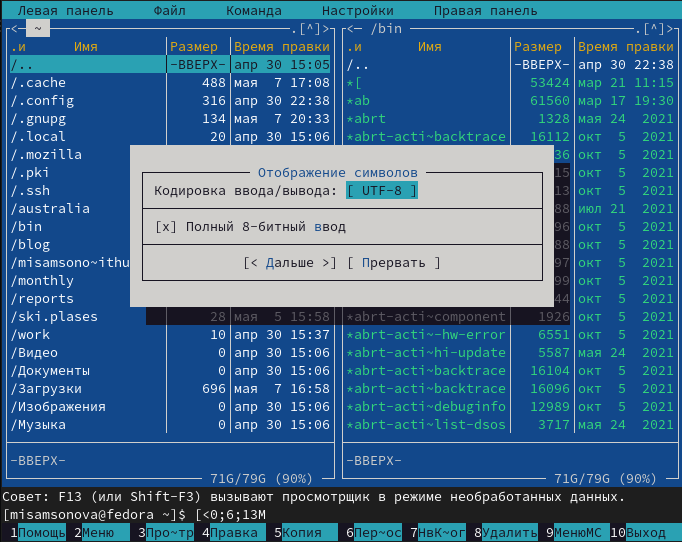 Левая панель Файл Команда Настройки Правая панель
<─ ~ .[^]> <─ /bin .[^]>
.и Имя Размер Время правки .и Имя Размер Время правки
/.. -ВВЕРХ- апр 30 15:05 /.. -ВВЕРХ- апр 30 22:38
/.cache 488 мая 7 17:08 *[ 53424 мар 21 11:15
/.config 316 апр 30 22:38 *ab 61560 мар 17 19:30
/.gnupg 134 мая 7 20:33 *abrt 1328 мая 24 2021
/.local 20 апр 30 15:06 *abrt-acti~backtrace 16112 окт 5 2021
/.mozilla 36 окт 5 2021
/.pki Отображение символов 15 окт 5 2021
/.ssh Кодировка ввода/вывода: [ UTF-8 ] 13 окт 5 2021
/australia 88 июл 21 2021
/bin [x] Полный 8-битный ввод 96 окт 5 2021
/blog 88 окт 5 2021
/misamsono~ithu [< Дальше >] [ Прервать ] 97 окт 5 2021
/monthly 99 окт 5 2021
/reports 44 окт 5 2021
/ski.plases 28 мая 5 15:58 *abrt-acti~component 1926 окт 5 2021
/work 10 апр 30 15:37 *abrt-acti~-hw-error 6551 окт 5 2021
/Видео 0 апр 30 15:06 *abrt-acti~hi-update 5587 мая 24 2021
/Документы 0 апр 30 15:06 *abrt-acti~backtrace 16104 окт 5 2021
/Загрузки 696 мая 7 16:58 *abrt-acti~backtrace 16096 окт 5 2021
/Изображения 0 апр 30 15:06 *abrt-acti~debuginfo 12989 окт 5 2021
/Музыка 0 апр 30 15:06 *abrt-acti~list-dsos 3717 мая 24 2021
-ВВЕРХ- -ВВЕРХ-
71G/79G (90%) 71G/79G (90%)
Совет: F13 (или Shift-F3) вызывают просмотрщик в режиме необработанных данных.
[misamsonova@fedora ~]$ [<0;6;13M
1Помощь 2Меню 3Про~тр 4Правка 5Копия 6Пер~ос 7НвК~ог 8Удалить 9МенюMC 10Выход